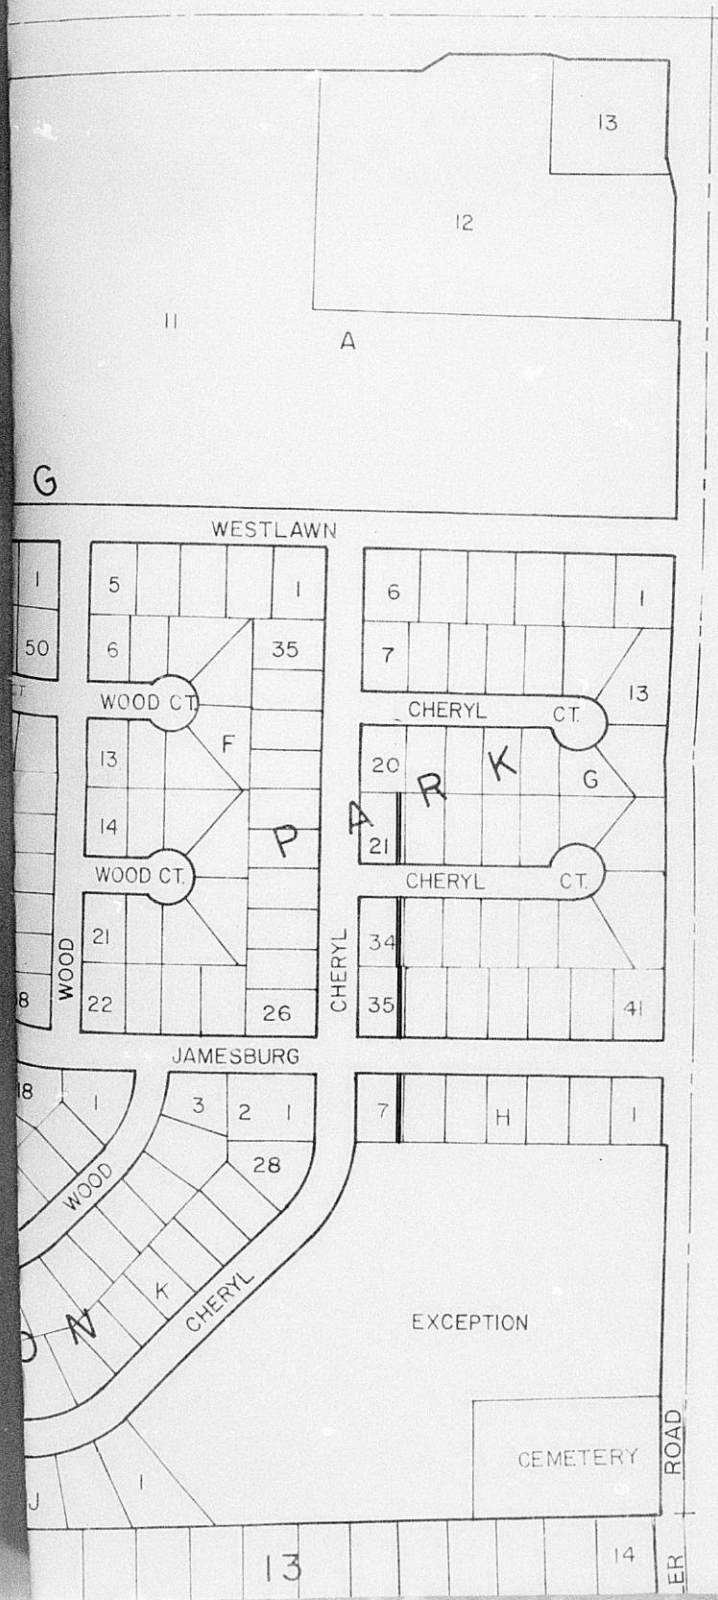 13
12
11
A
G
WESTLAWN
1
5
1
6
1
50
6
35
7
13
CT.
WOOD CT.
CHERYL CT.
F
13
20
K
G
R
A
14
P
21
WOOD CT.
CHERYL CT.
21
34
WOOD
CHERYL
8
22
26
35
41
JAMESBURG
18
1
3
2
1
7
H
1
28
WOOD
K
CHERYL
EXCEPTION
O N
CEMETERY
ROAD
J
1
13
14
LER